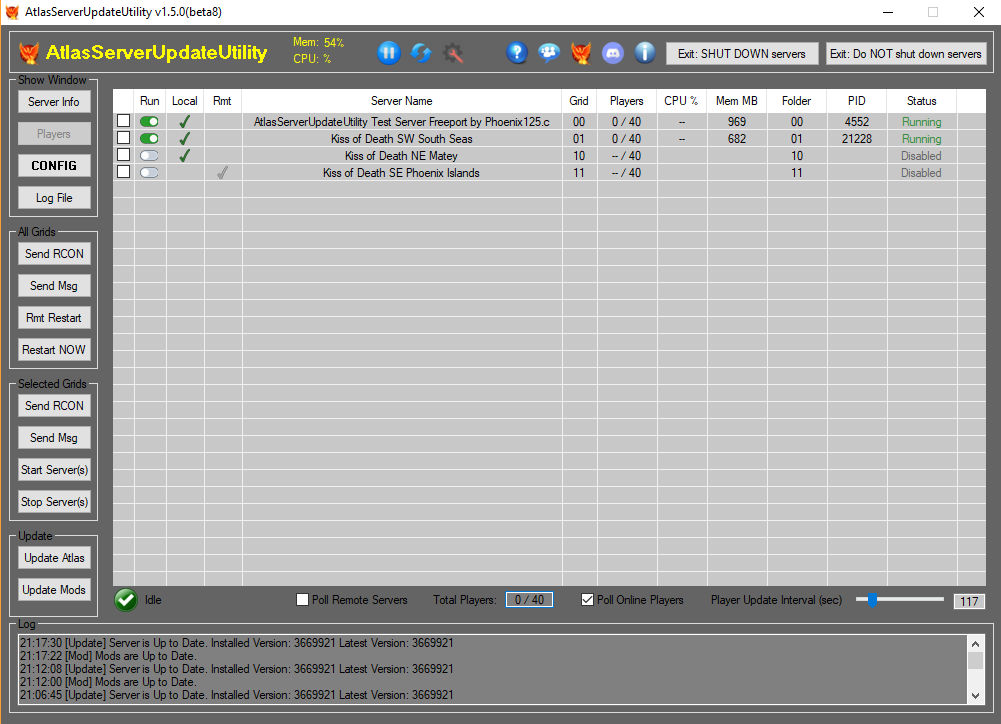 AtlasServerUpdateUtility v1.5.0(beta8)
AtlasServerUpdateUtility
Mem: 54%
CPU: %
Exit: SHUT DOWN servers
Exit: Do NOT shut down servers
Show Window
Server Info
Players
CONFIG
Log File
All Grids
Send RCON
Send Msg
Rmt Restart
Restart NOW
Selected Grids
Send RCON
Send Msg
Start Server(s)
Stop Server(s)
Update
Update Atlas
Update Mods
Run Local Rmt Server Name Grid Players CPU % Mem MB Folder PID Status
AtlasServerUpdateUtility Test Server Freeport by Phoenix125.c 00 0 / 40 -- 969 00 4552 Running
Kiss of Death SW South Seas 01 0 / 40 -- 682 01 21228 Running
Kiss of Death NE Matey 10 -- / 40 10 Disabled
Kiss of Death SE Phoenix Islands 11 -- / 40 11 Disabled
Idle
Poll Remote Servers
Total Players: 0 / 40
Poll Online Players
Player Update Interval (sec) 117
Log
21:17:30 [Update] Server is Up to Date. Installed Version: 3669921 Latest Version: 3669921
21:17:22 [Mod] Mods are Up to Date.
21:12:08 [Update] Server is Up to Date. Installed Version: 3669921 Latest Version: 3669921
21:12:00 [Mod] Mods are Up to Date.
21:06:45 [Update] Server is Up to Date. Installed Version: 3669921 Latest Version: 3669921